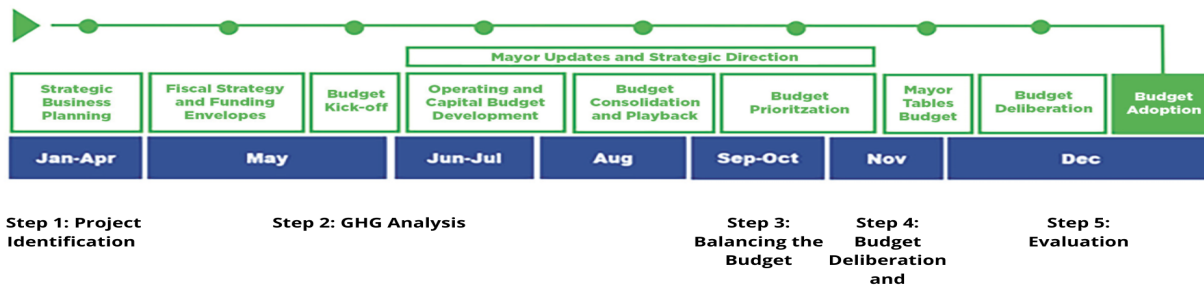 Mayor Updates and Strategic Direction
Strategic
Business
Planning
Fiscal Strategy
and Funding
Envelopes
Budget
Kick-off
Operating and
Capital Budget
Development
Budget
Consolidation
and Playback
Budget
Prioritzation
Mayor
Tables
Budget
Budget
Deliberation
Budget
Adoption
Jan-Apr
May
Jun-Jul
Aug
Sep-Oct
Nov
Dec
Step 1: Project
Identification
Step 2: GHG Analysis
Step 3:
Balancing the
Budget
Step 4:
Budget
Deliberation
and
Step 5:
Evaluation